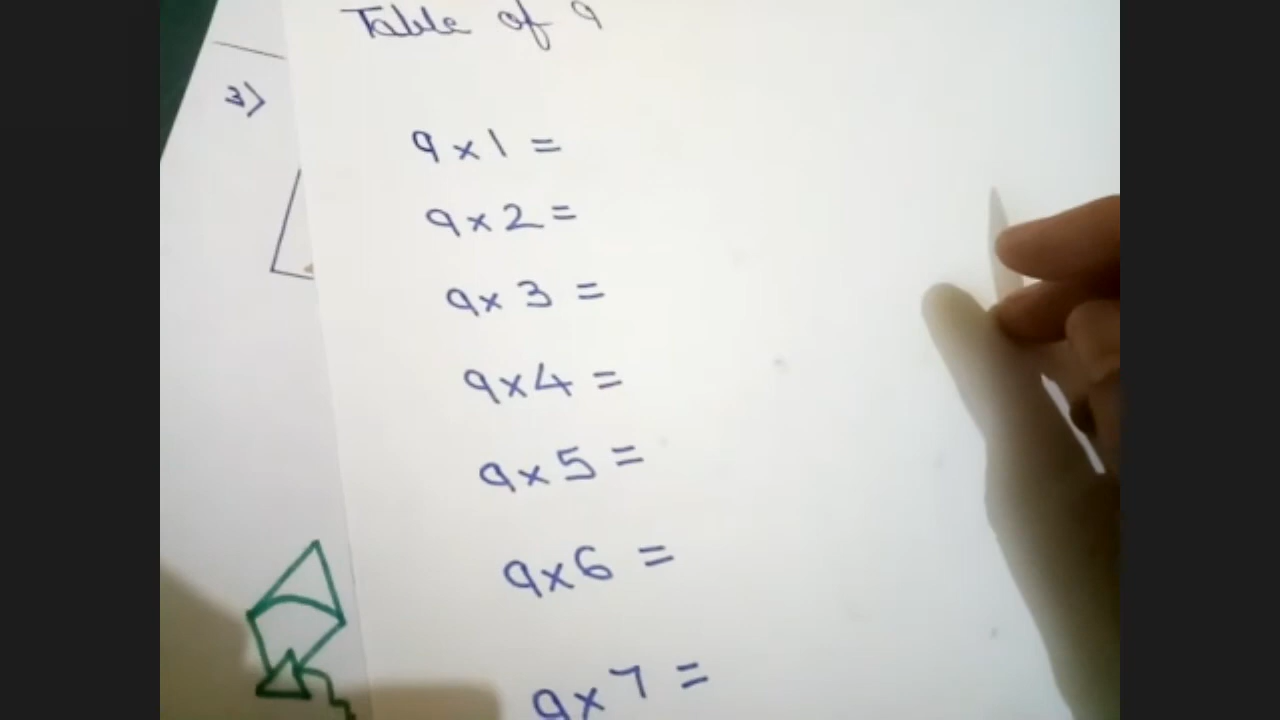 Table of 9
3)
9 x 1 =
9 x 2 =
9 x 3 =
9 x 4 =
9 x 5 =
9 x 6 =
9 x 7 =